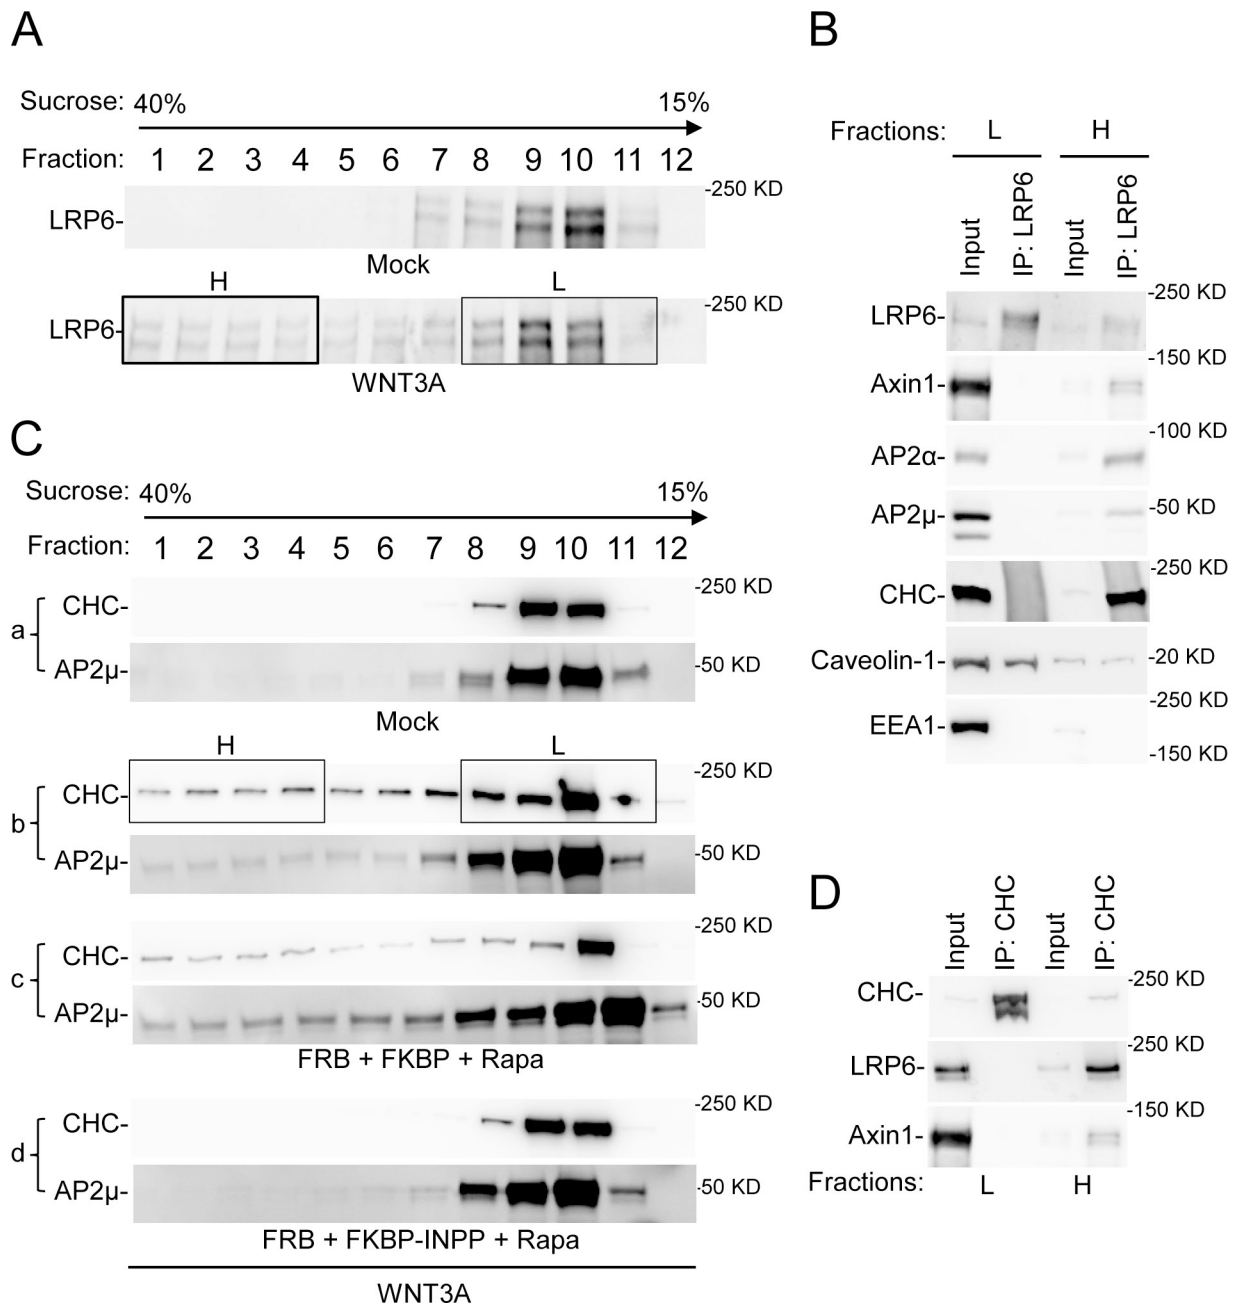 A
Sucrose: 40% 15%
Fraction: 1 2 3 4 5 6 7 8 9 10 11 12
-250 KD
LRP6-
Mock
H L
-250 KD
LRP6-
WNT3A
B
Fractions: L H
Input IP: LRP6 Input IP: LRP6
-250 KD
LRP6-
-150 KD
Axin1-
-100 KD
AP2α-
-50 KD
AP2μ-
-250 KD
CHC-
Caveolin-1- -20 KD
-250 KD
EEA1-
-150 KD
C
Sucrose: 40% 15%
Fraction: 1 2 3 4 5 6 7 8 9 10 11 12
-250 KD
CHC-
a
AP2μ- -50 KD
Mock
H L
-250 KD
CHC-
b
AP2μ- -50 KD
-250 KD
CHC-
c
-50 KD
AP2μ-
FRB + FKBP + Rapa
-250 KD
CHC-
d
AP2μ- -50 KD
FRB + FKBP-INPP + Rapa
WNT3A
D
Input IP: CHC Input IP: CHC
-250 KD
CHC-
-250 KD
LRP6-
-150 KD
Axin1-
Fractions: L H